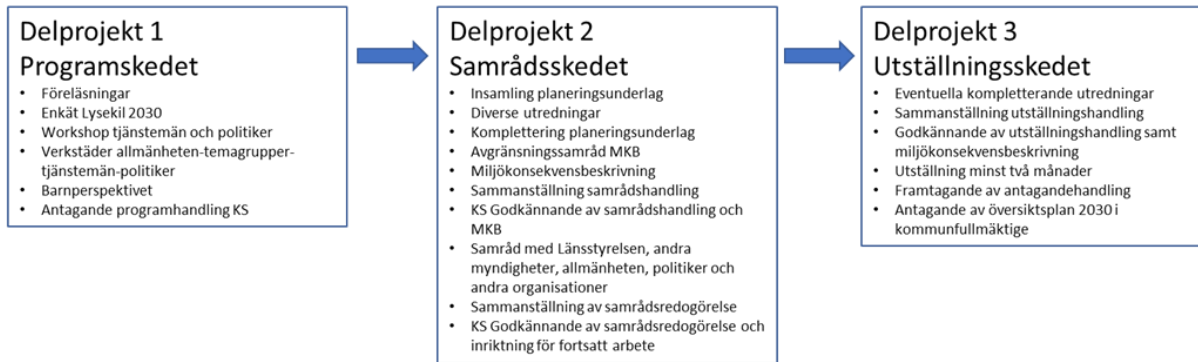 Delprojekt 1
Programskedet
• Föreläsningar
• Enkät Lysekil 2030
• Workshop tjänstemän och politiker
• Verkstäder allmänheten-temagrupper-
tjänstemän-politiker
• Barnperspektivet
• Antagande programhandling KS
Delprojekt 2
Samrådsskedet
• Insamling planeringsunderlag
• Diverse utredningar
• Komplettering planeringsunderlag
• Avgränsningssamråd MKB
• Miljökonsekvensbeskrivning
• Sammanställning samrådshandling
• KS Godkännande av samrådshandling och
MKB
• Samråd med Länsstyrelsen, andra
myndigheter, allmänheten, politiker och
andra organisationer
• Sammanställning av samrådsredogörelse
• KS Godkännande av samrådsredogörelse och
inriktning för fortsatt arbete
Delprojekt 3
Utställningsskedet
• Eventuella kompletterande utredningar
• Sammanställning utställningshandling
• Godkännande av utställningshandling samt
miljökonsekvensbeskrivning
• Utställning minst två månader
• Framtagande av antagandehandling
• Antagande av översiktsplan 2030 i
kommunfullmäktige